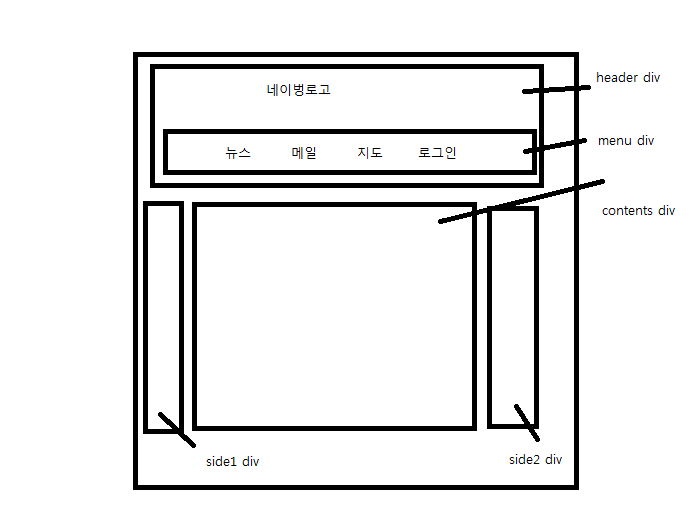 네이벙로고
header div
뉴스 메일 지도 로그인
menu div
contents div
side1 div
side2 div